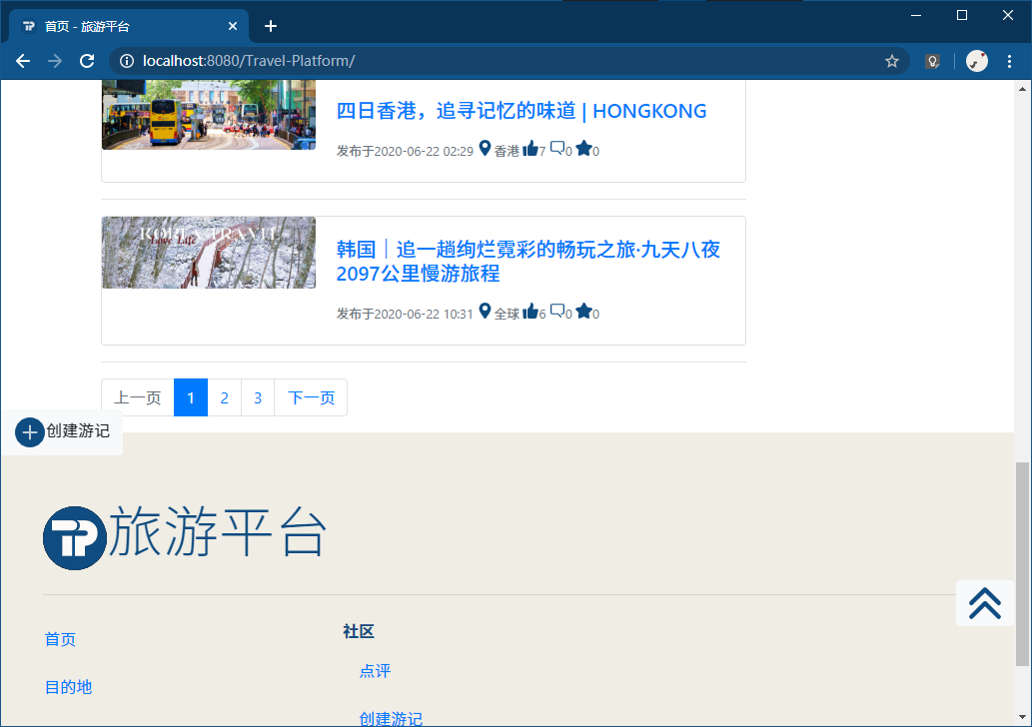 首页 - 旅游平台
localhost:8080/Travel-Platform/
四日香港，追寻记忆的味道 | HONGKONG
发布于2020-06-22 02:29 香港 7 0 0
KOREA TRAVEL
Love Life
韩国｜追一趟绚烂霓彩的畅玩之旅·九天八夜
2097公里慢游旅程
发布于2020-06-22 10:31 全球 6 0 0
上一页 1 2 3 下一页
创建游记
TP 旅游平台
首页
目的地
社区
点评
创建游记